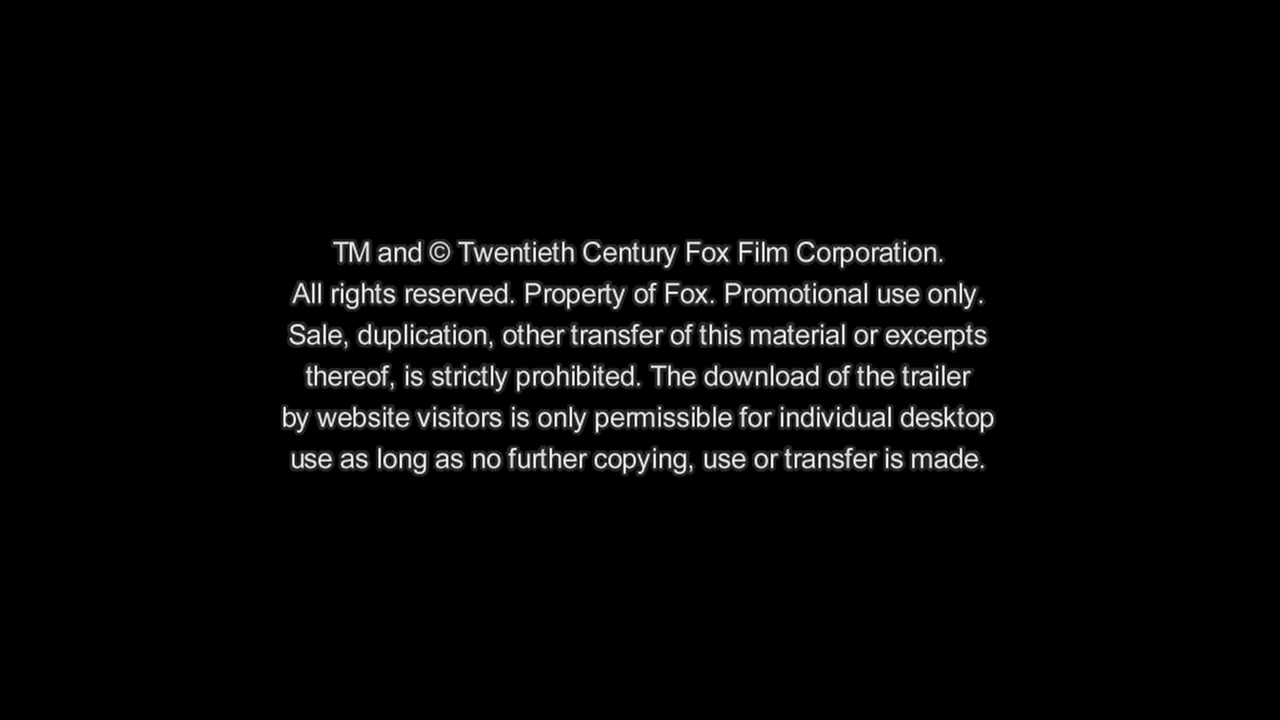 TM and © Twentieth Century Fox Film Corporation.
All rights reserved. Property of Fox. Promotional use only.
Sale, duplication, other transfer of this material or excerpts
thereof, is strictly prohibited. The download of the trailer
by website visitors is only permissible for individual desktop
use as long as no further copying, use or transfer is made.